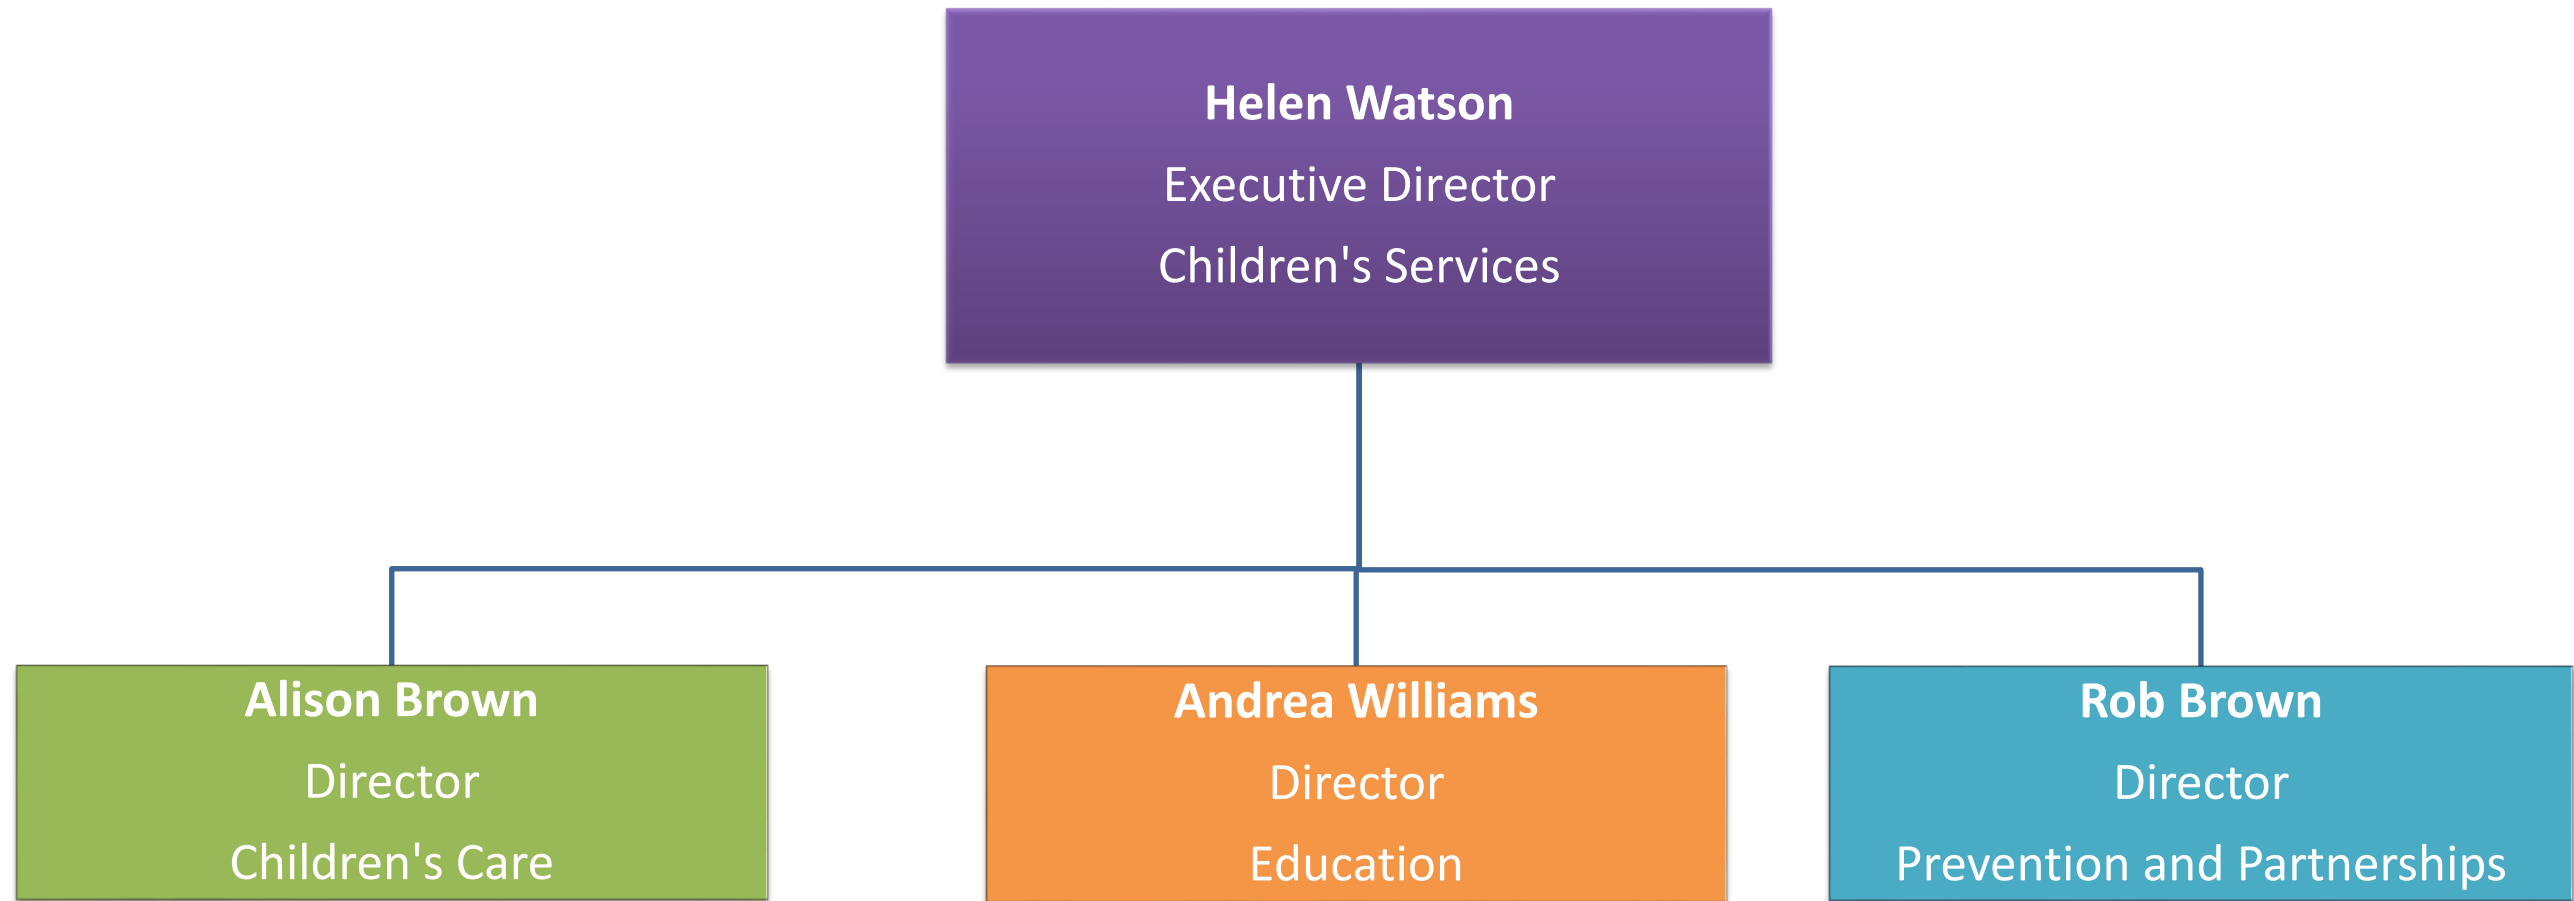 Helen Watson
Executive Director
Children's Services
Alison Brown
Director
Children's Care
Andrea Williams
Director
Education
Rob Brown
Director
Prevention and Partnerships